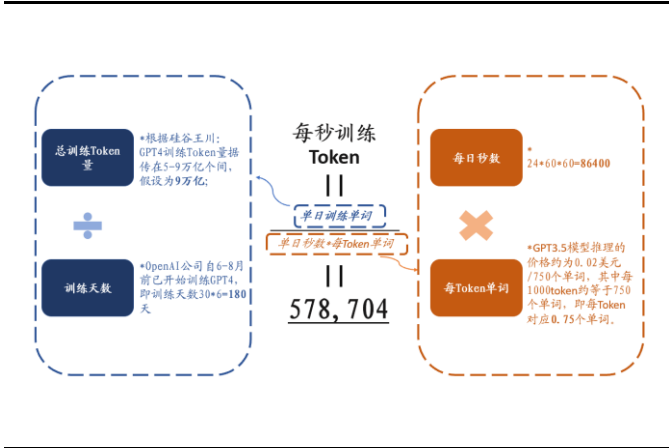 总训练Token
量
*根据硅谷王川:
GPT4训练Token量据
传在5-9万亿个间,
假设为9万亿;
÷
训练天数
*OpenAI公司自6-8月
前已开始训练GPT4,
即训练天数30*6=180
天
每秒训练
Token
=
单日训练单词
单日秒数*每Token单词
=
578,704
每日秒数
*
24*60*60=86400
×
每Token单词
*GPT3.5模型推理的
价格约为0.02美元
/750个单词,其中每
1000token约等于750
个单词,即每Token
对应0.75个单词。